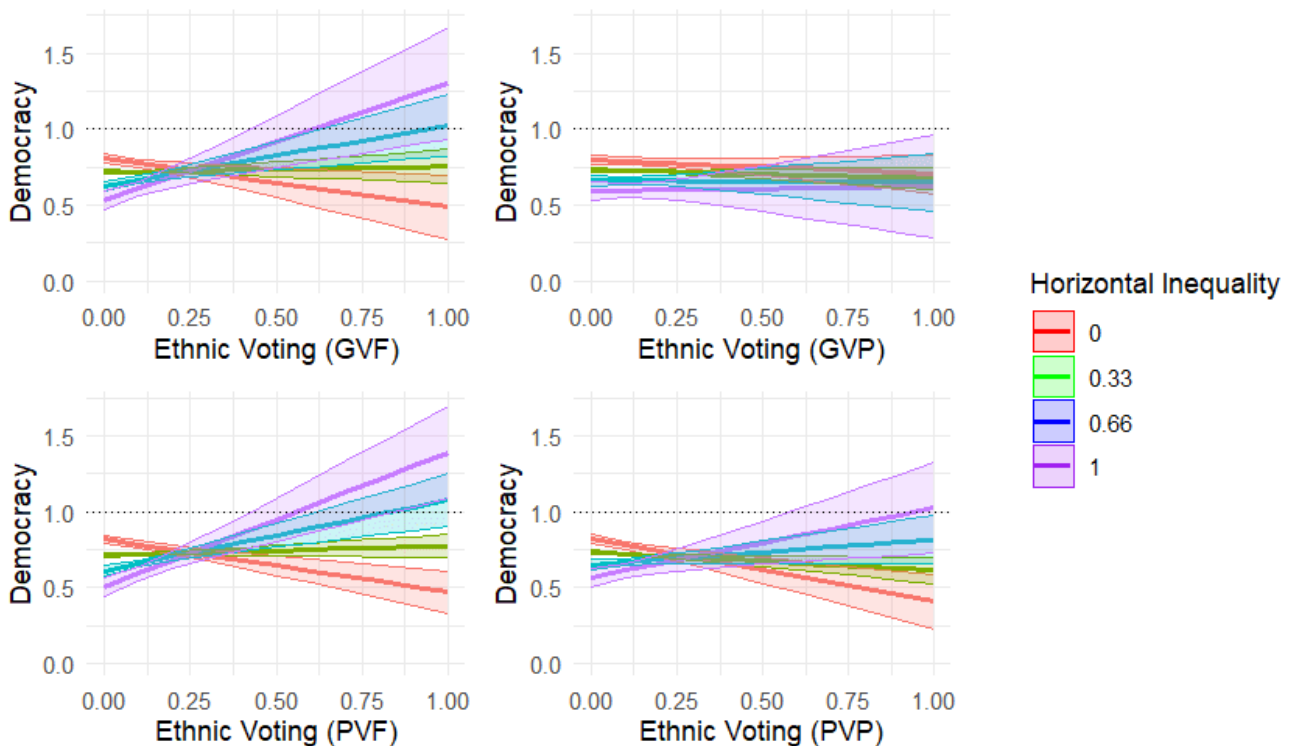 Democracy
1.5
1.0
0.5
0.0
0.00 0.25 0.50 0.75 1.00
Ethnic Voting (GVF)
Democracy
1.5
1.0
0.5
0.0
0.00 0.25 0.50 0.75 1.00
Ethnic Voting (GVP)
Democracy
1.5
1.0
0.5
0.0
0.00 0.25 0.50 0.75 1.00
Ethnic Voting (PVF)
Democracy
1.5
1.0
0.5
0.0
0.00 0.25 0.50 0.75 1.00
Ethnic Voting (PVP)
Horizontal Inequality
0
0.33
0.66
1